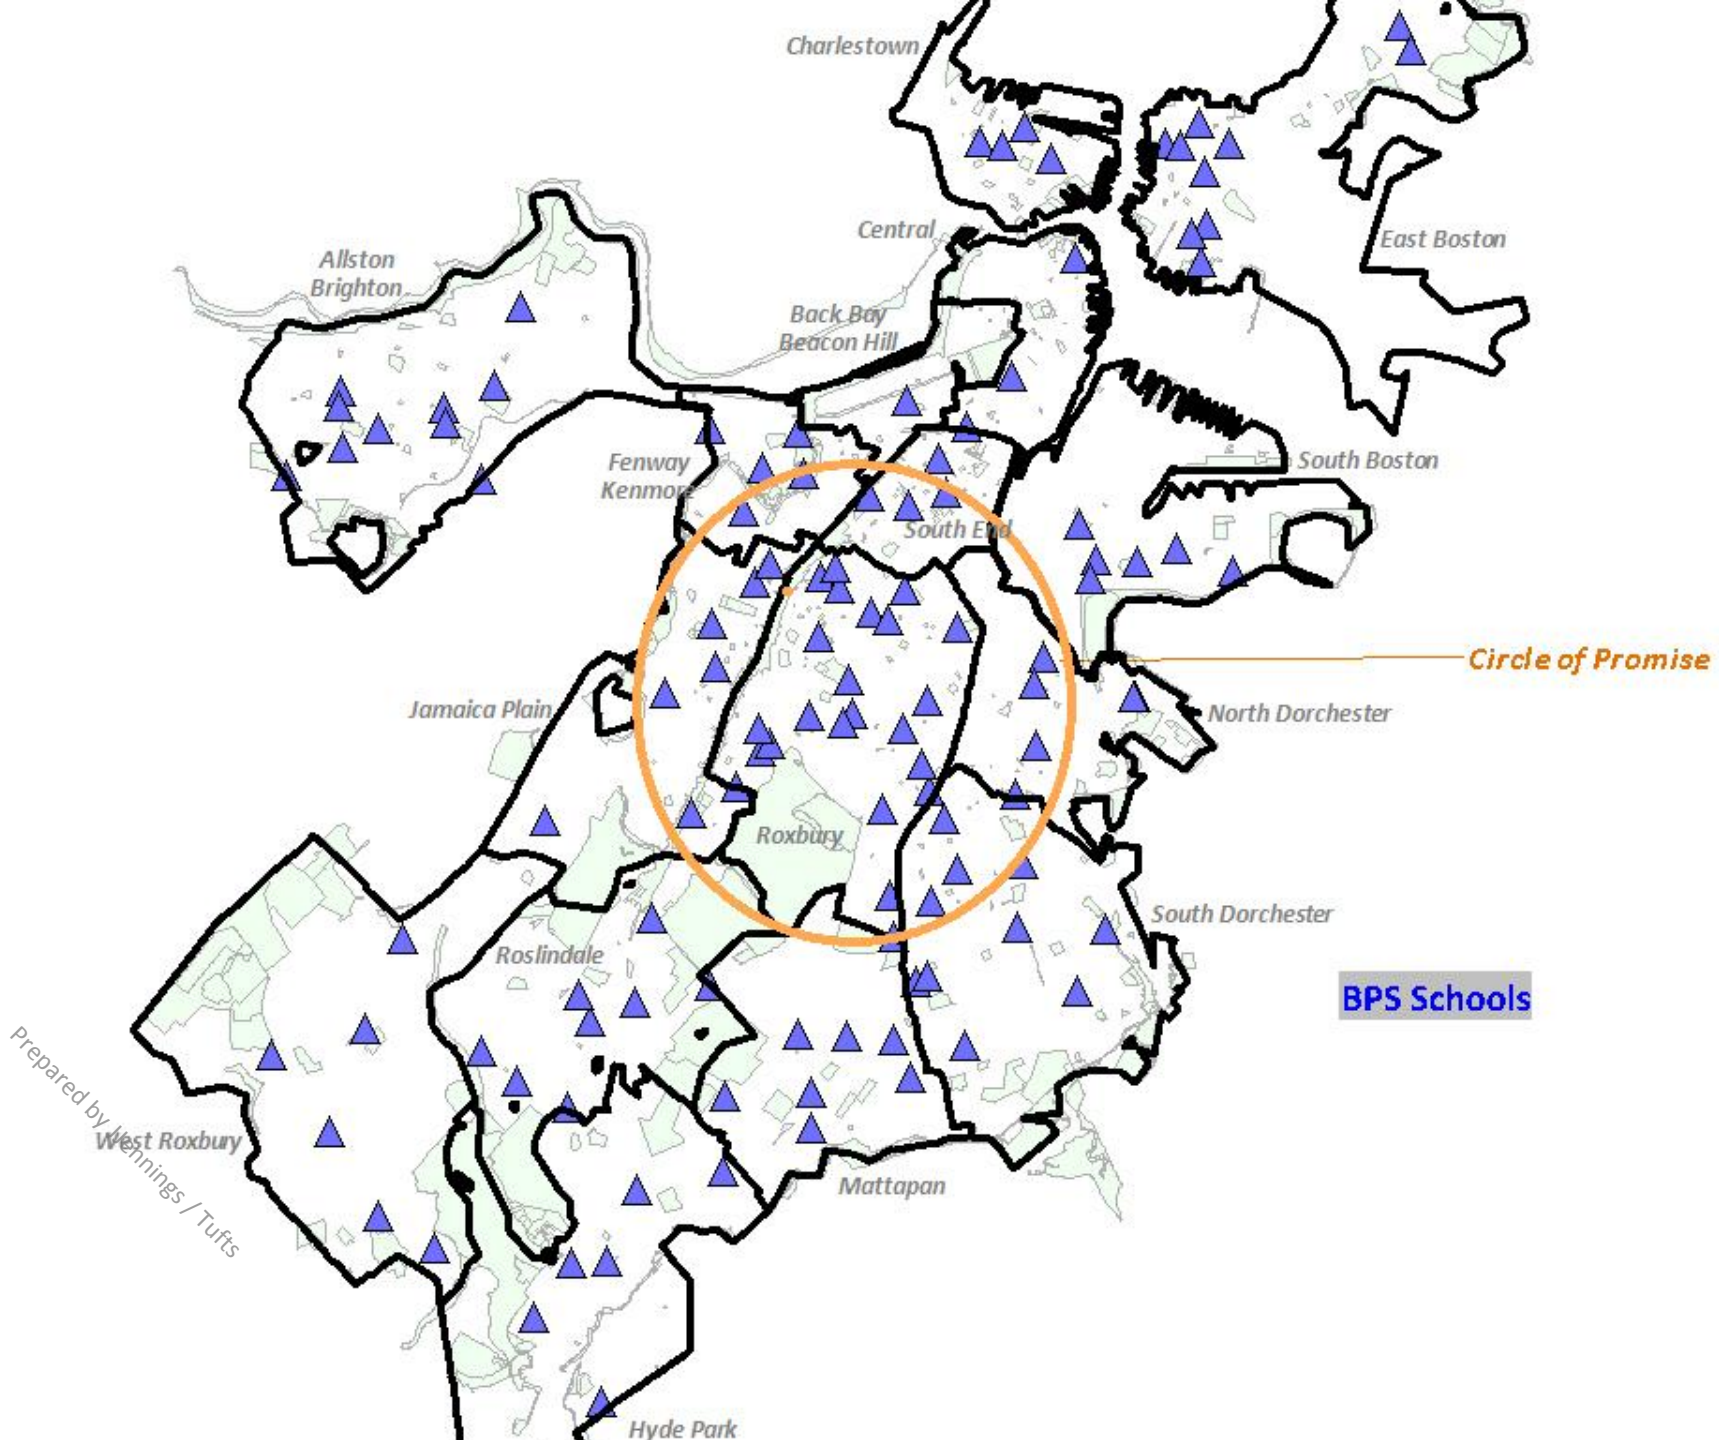 Charlestown
Central
East Boston
Allston
Brighton
Back Bay
Beacon Hill
Fenway
Kenmore
South Boston
South End
Circle of Promise
Jamaica Plain
North Dorchester
Roxbury
South Dorchester
Roslindale
BPS Schools
Prepared by Hennings / Tufts
West Roxbury
Mattapan
Hyde Park